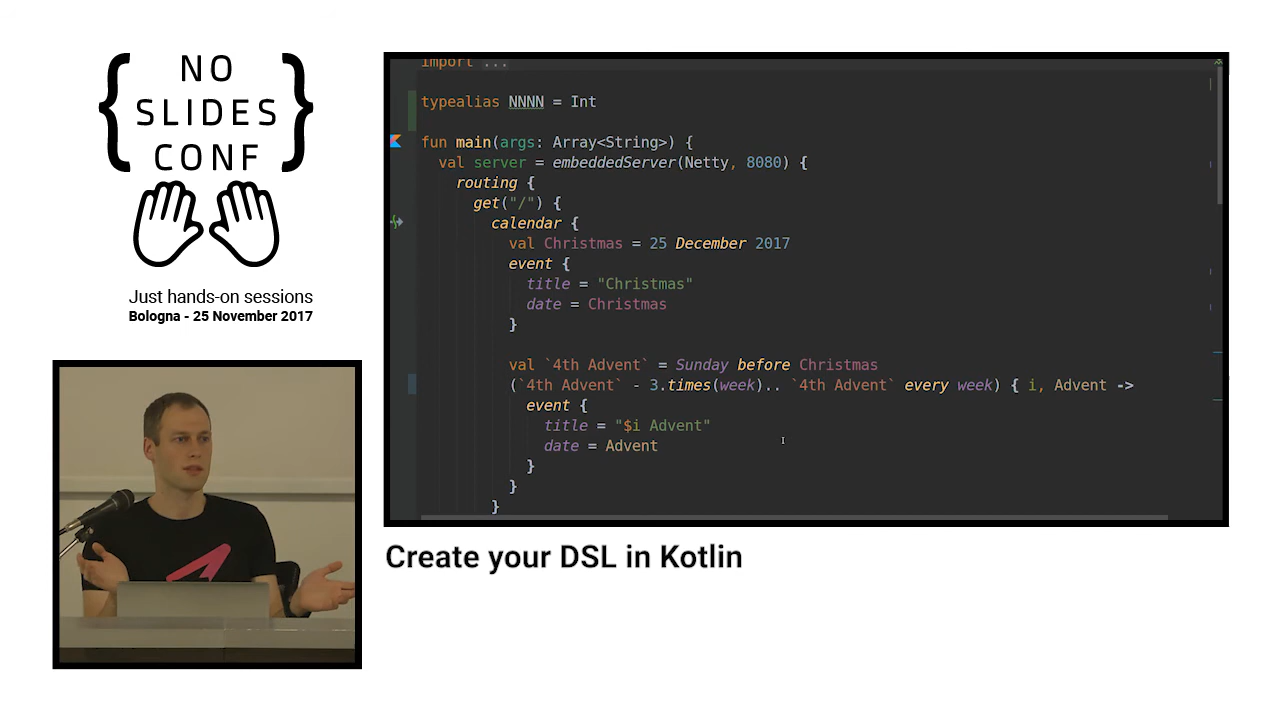 NO
SLIDES
CONF
Just hands-on sessions
Bologna - 25 November 2017
import ...
typealias NNNN = Int
fun main(args: Array<String>) {
val server = embeddedServer(Netty, 8080) {
routing {
get("/") {
calendar {
val Christmas = 25 December 2017
event {
title = "Christmas"
date = Christmas
}
val `4th Advent` = Sunday before Christmas
(`4th Advent` - 3.times(week).. `4th Advent` every week) { i, Advent ->
event {
title = "$i Advent"
date = Advent
}
}
}
Create your DSL in Kotlin